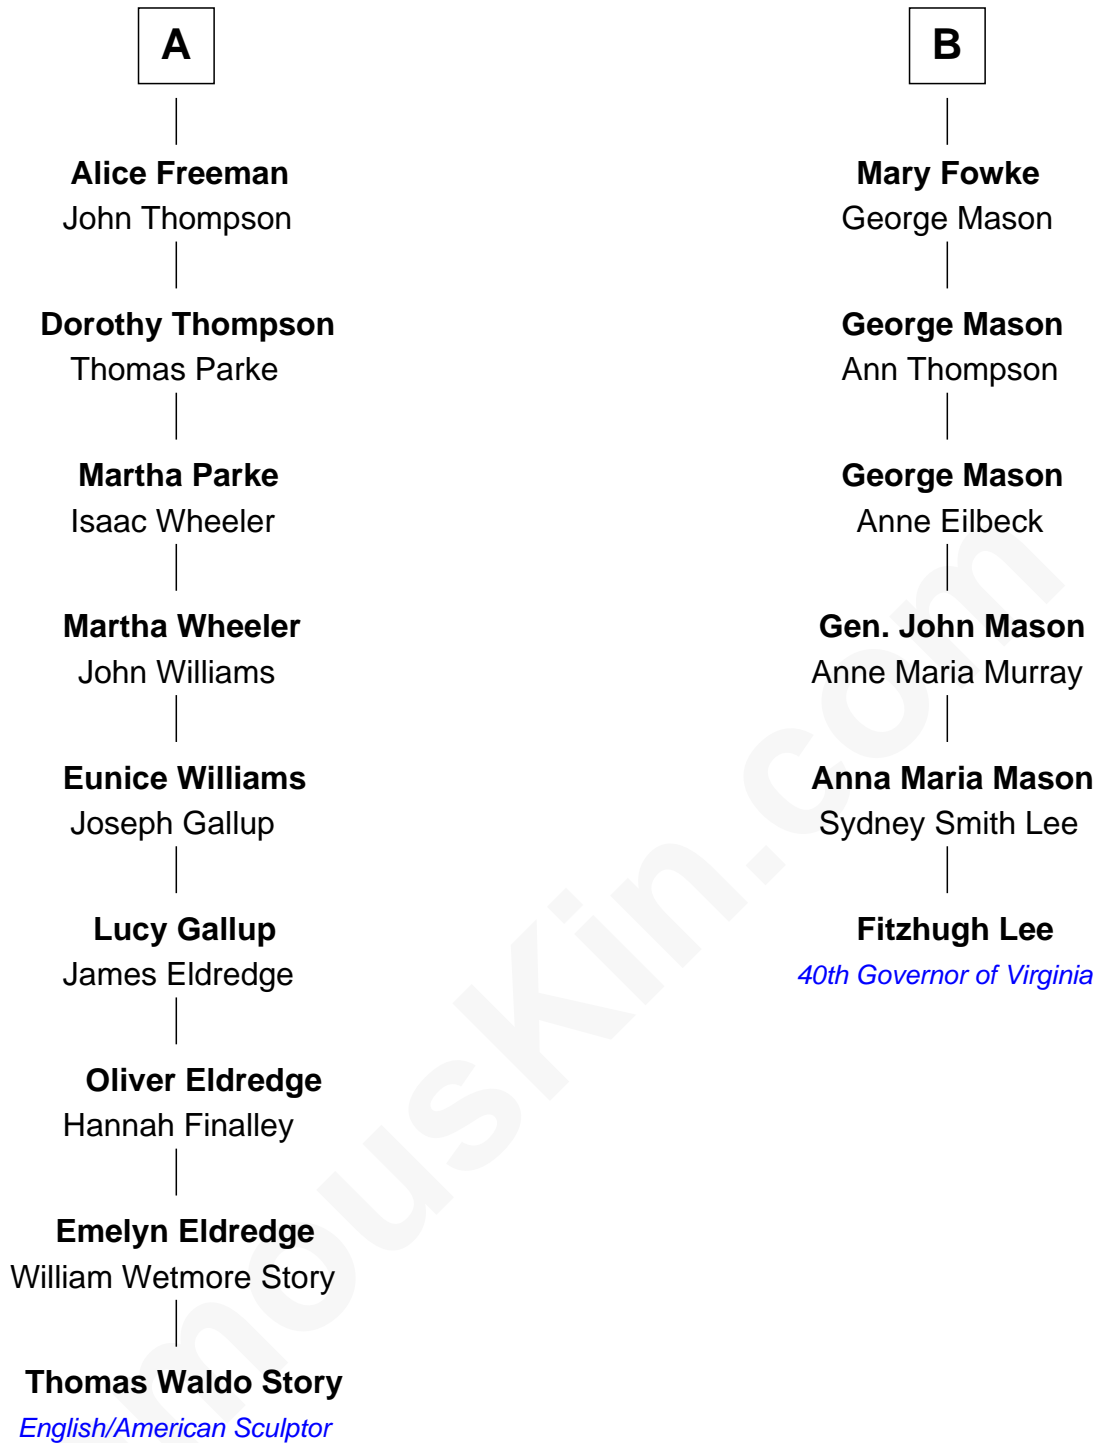 A
Alice Freeman
John Thompson
Dorothy Thompson
Thomas Parke
Martha Parke
Isaac Wheeler
Martha Wheeler
John Williams
Eunice Williams
Joseph Gallup
Lucy Gallup
James Eldredge
Oliver Eldredge
Hannah Finalley
Emelyn Eldredge
William Wetmore Story
Thomas Waldo Story
English/American Sculptor
B
Mary Fowke
George Mason
George Mason
Ann Thompson
George Mason
Anne Eilbeck
Gen. John Mason
Anne Maria Murray
Anna Maria Mason
Sydney Smith Lee
Fitzhugh Lee
40th Governor of Virginia
mousKin.com